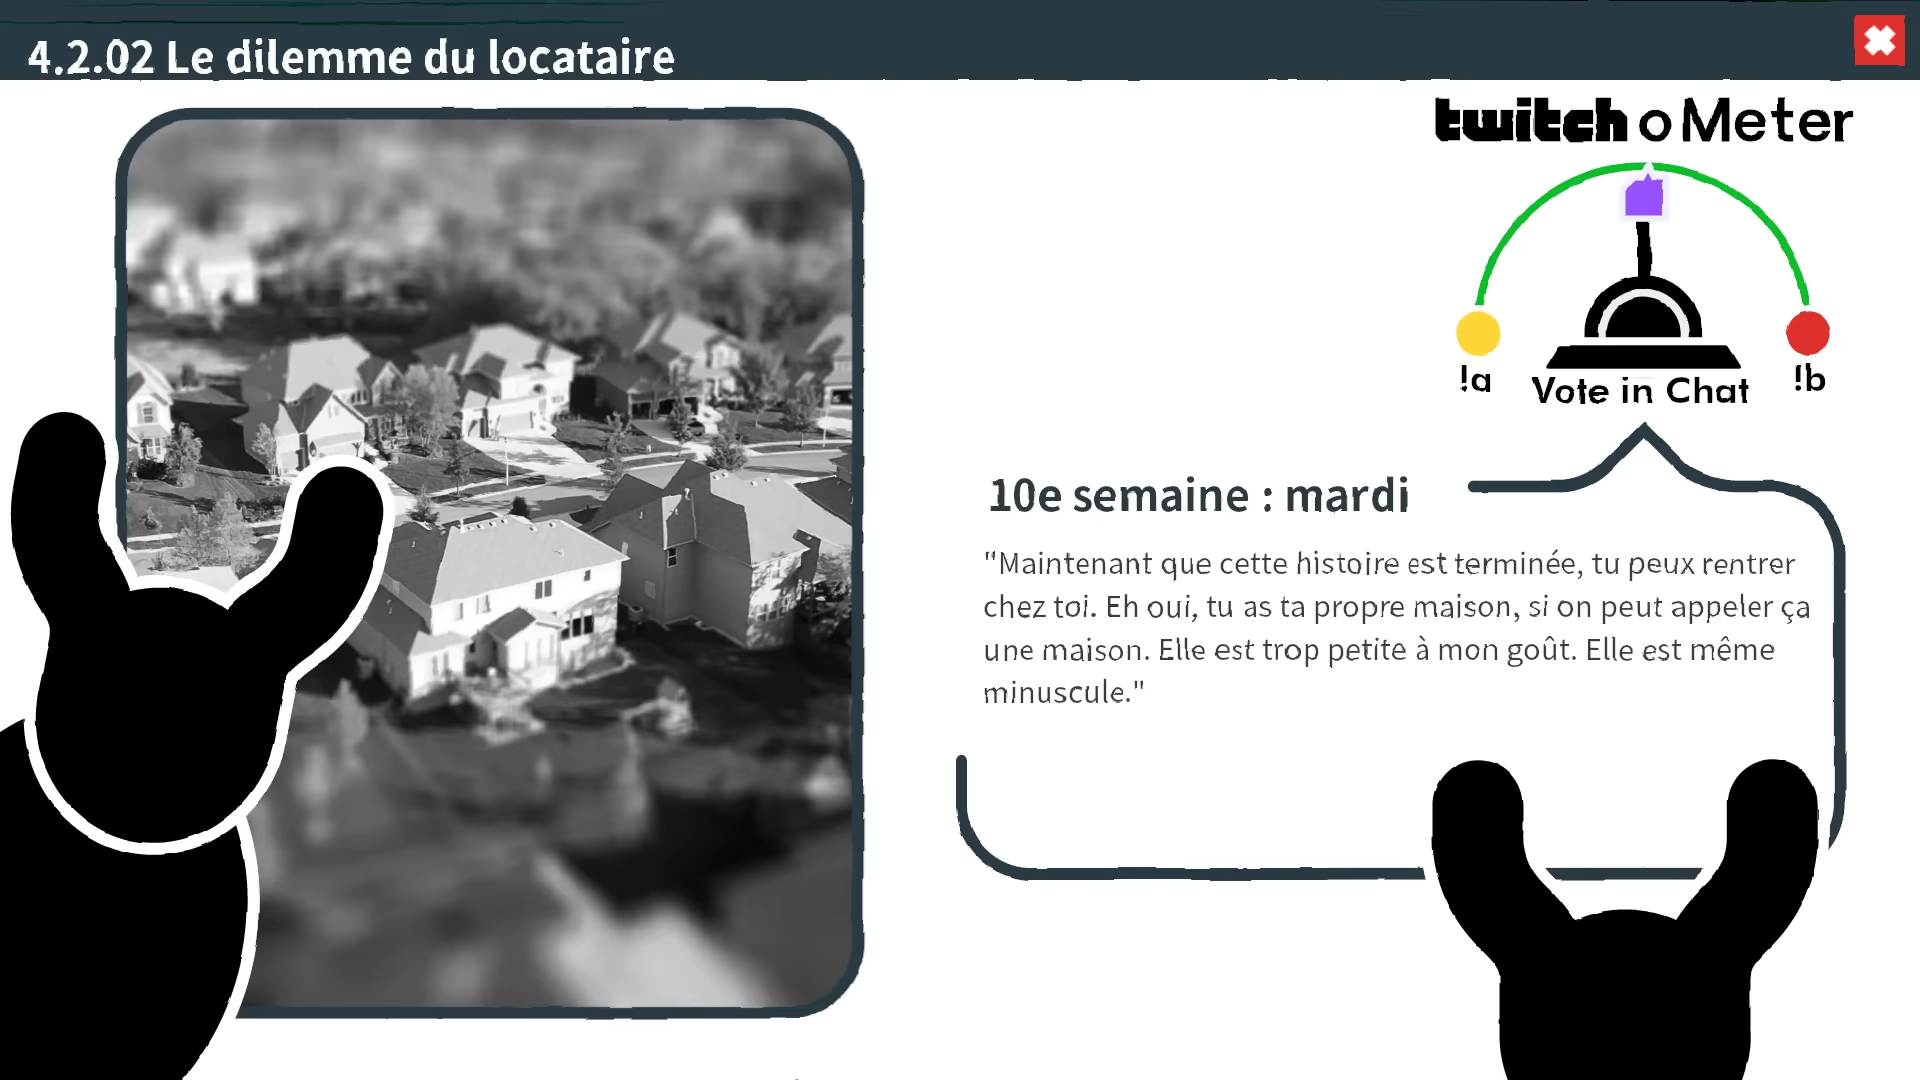 4.2.02 Le dilemme du locataire
twitch o Meter
!a
Vote in Chat
!b
10e semaine : mardi
"Maintenant que cette histoire est terminée, tu peux rentrer
chez toi. Eh oui, tu as ta propre maison, si on peut appeler ça
une maison. Elle est trop petite à mon goût. Elle est même
minuscule."